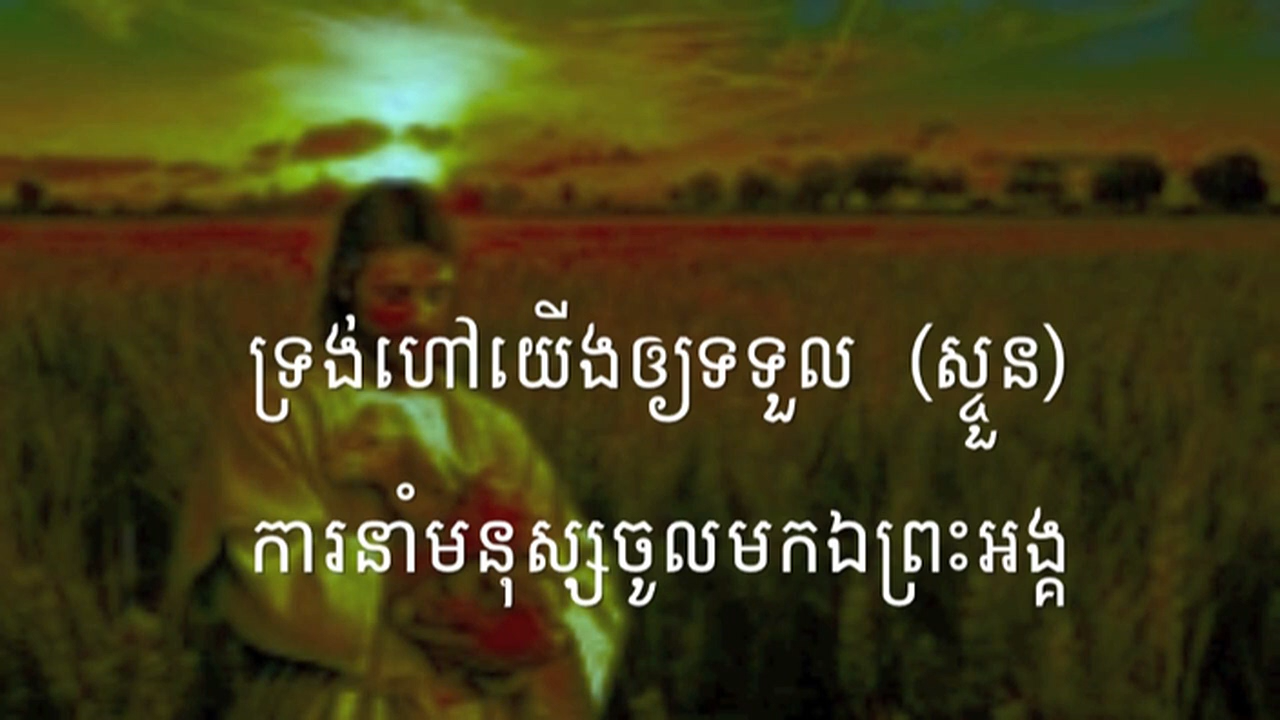 ទ្រង់ហៅយើងឲ្យទទួល (ស្ទួន)
ការនាំមនុស្សចូលមកឯព្រះអង្គ